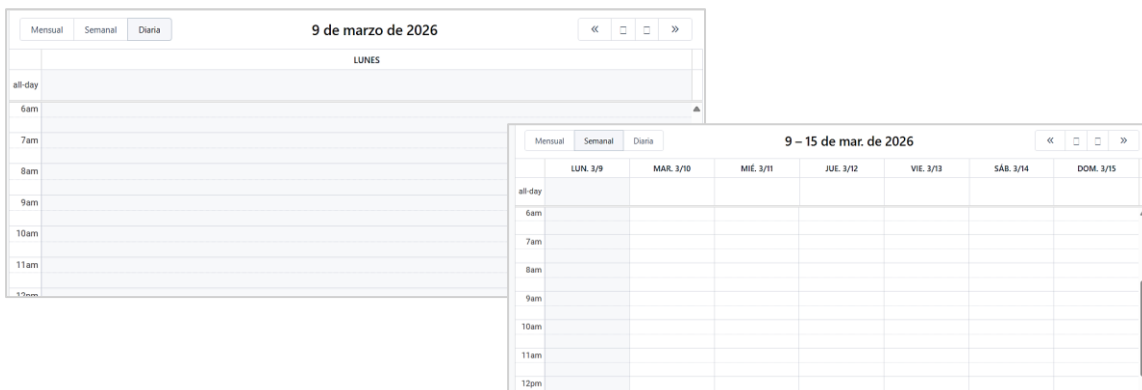 Mensual Semanal Diaria 9 de marzo de 2026 «  »
LUNES
all-day
6am
7am
8am
9am
10am
11am
12pm
Mensual Semanal Diaria 9 – 15 de mar. de 2026 « »
LUN. 3/9 MAR. 3/10 MIÉ. 3/11 JUE. 3/12 VIE. 3/13 SÁB. 3/14 DOM. 3/15
all-day
6am
7am
8am
9am
10am
11am
12pm